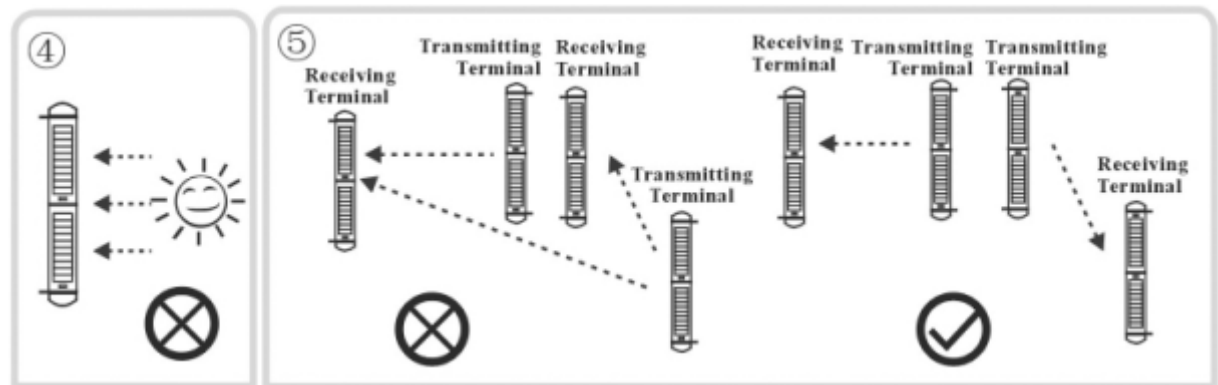 ④
⑤
Receiving
Terminal
Transmitting
Terminal
Receiving
Terminal
Transmitting
Terminal
Receiving
Terminal
Transmitting
Terminal
Transmitting
Terminal
Receiving
Terminal